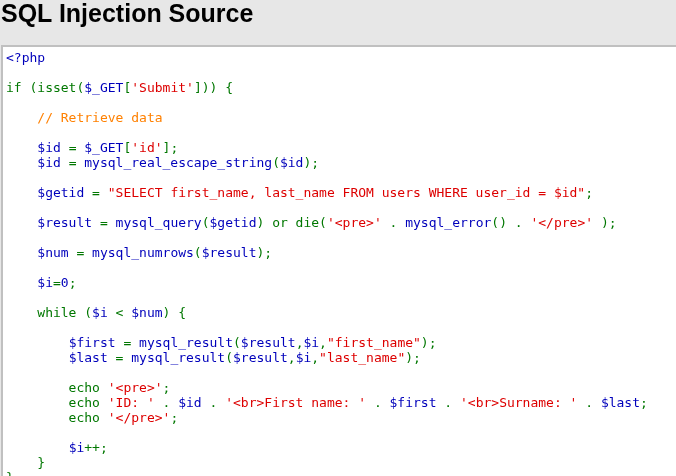 SQL Injection Source
<?php
if (isset($_GET['Submit'])) {
// Retrieve data
$id = $_GET['id'];
$id = mysql_real_escape_string($id);
$getid = "SELECT first_name, last_name FROM users WHERE user_id = $id";
$result = mysql_query($getid) or die('<pre>' . mysql_error() . '</pre>' );
$num = mysql_numrows($result);
$i=0;
while ($i < $num) {
$first = mysql_result($result,$i,"first_name");
$last = mysql_result($result,$i,"last_name");
echo '<pre>';
echo 'ID: ' . $id . '<br>First name: ' . $first . '<br>Surname: ' . $last;
echo '</pre>';
$i++;
}
}